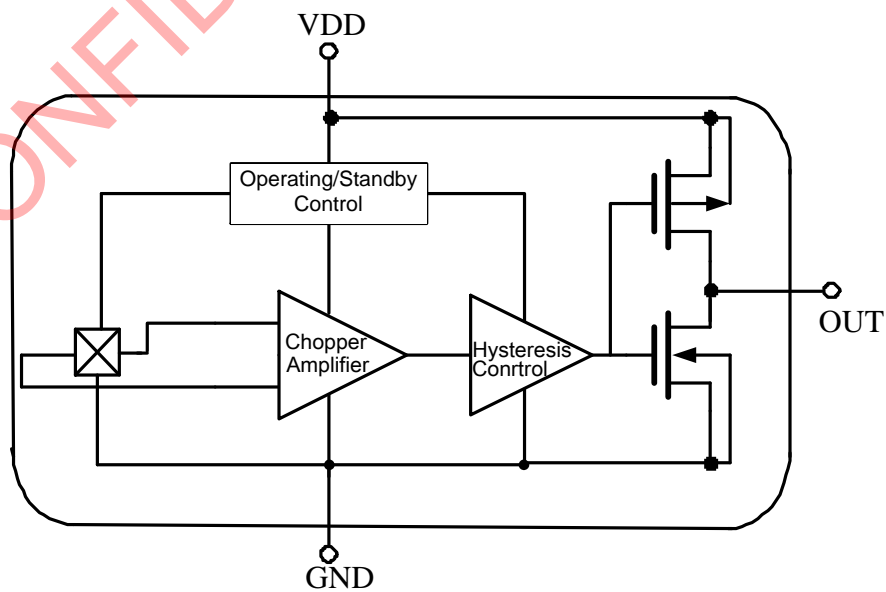 VDD
ONFID
Operating/Standby
Control
Chopper
Amplifier
Hysteresis
Conrtrol
OUT
GND